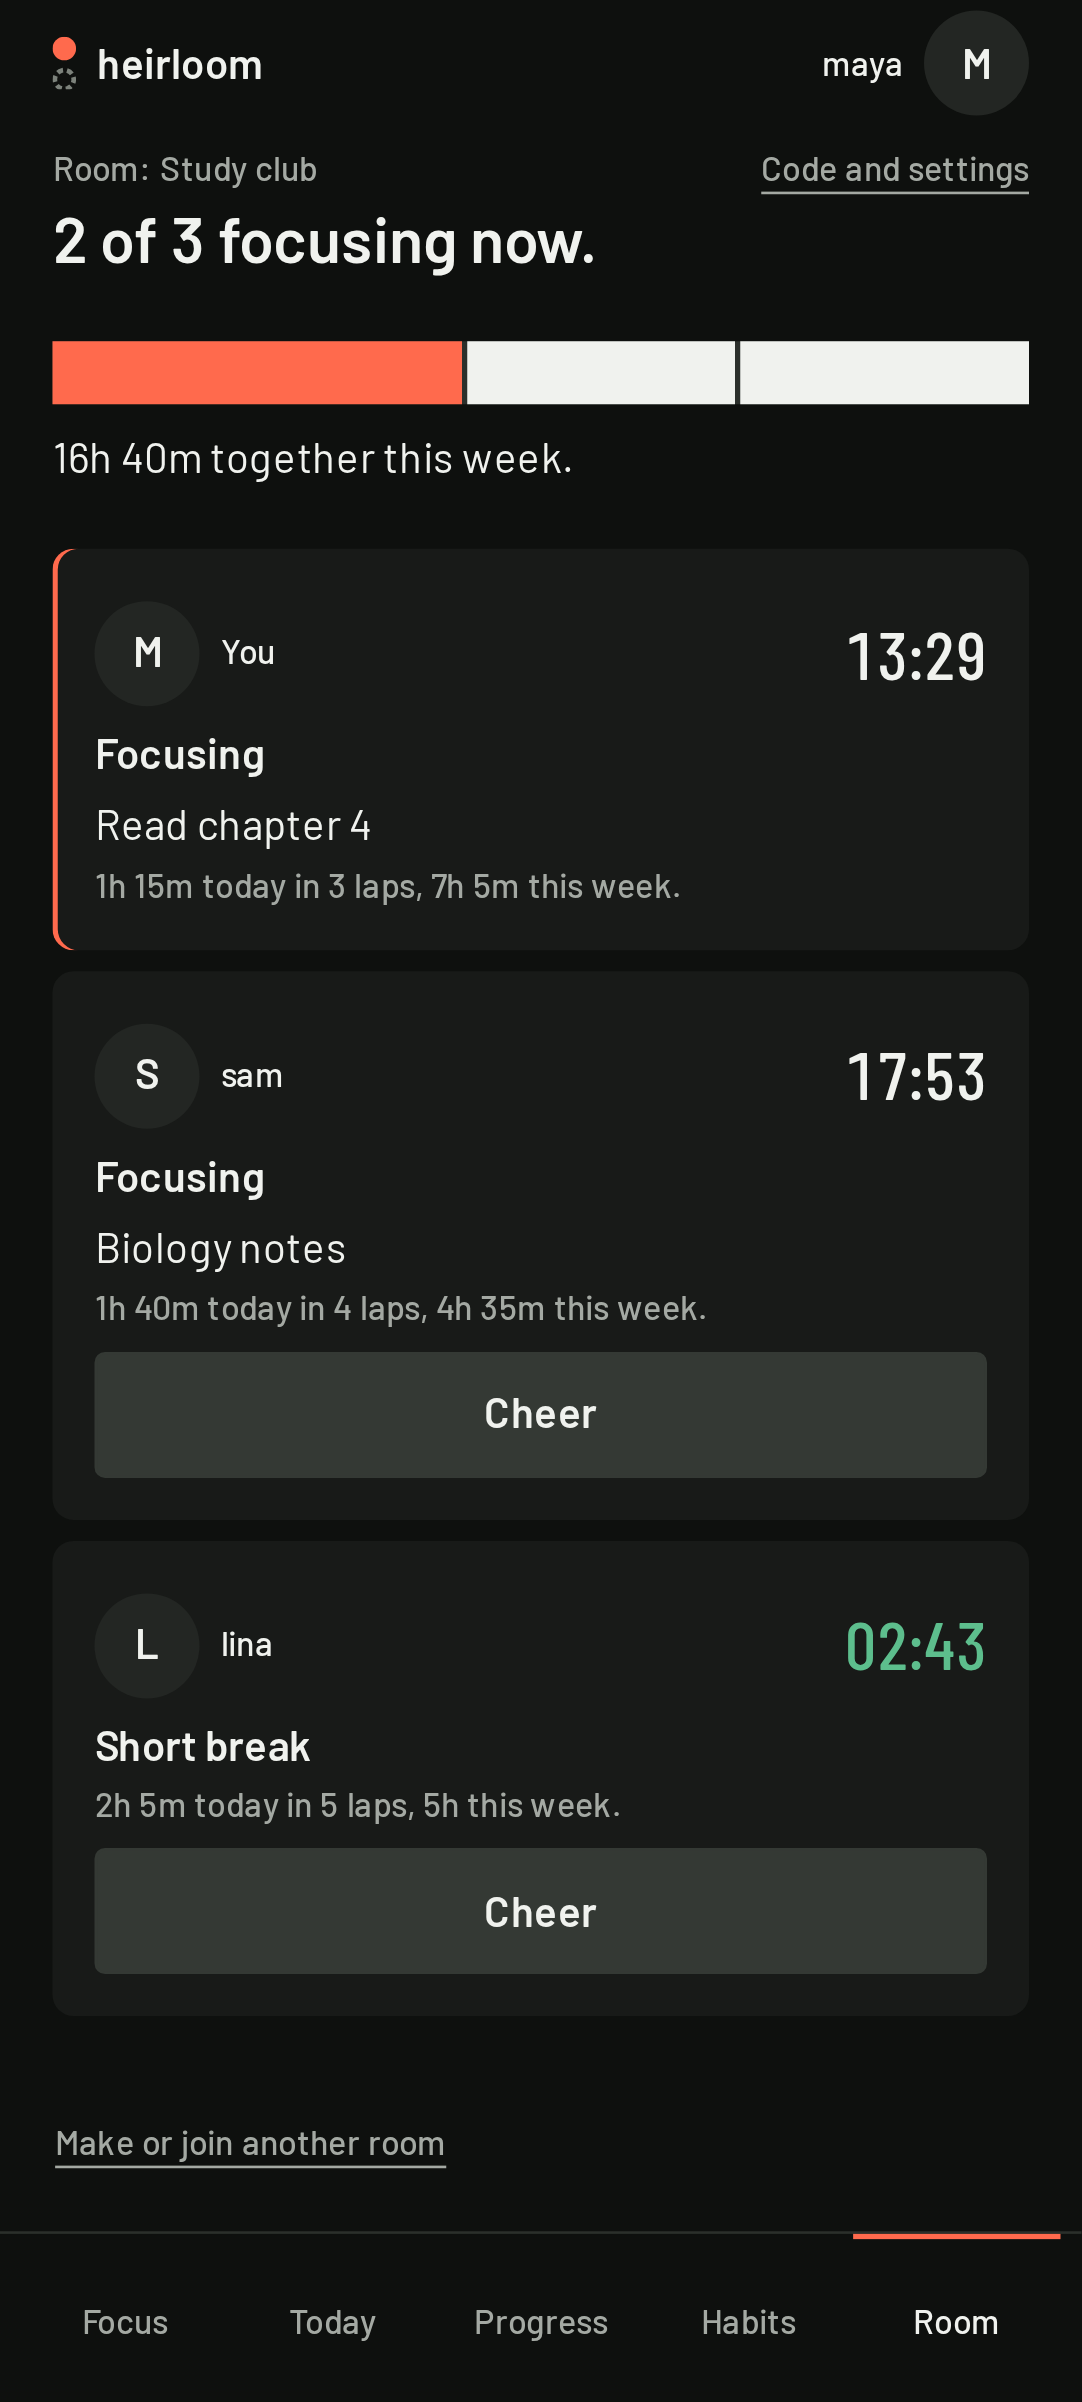 heirloom
maya M
Room: Study club
Code and settings
2 of 3 focusing now.
16h 40m together this week.
M You 13:29
Focusing
Read chapter 4
1h 15m today in 3 laps, 7h 5m this week.
S sam 17:53
Focusing
Biology notes
1h 40m today in 4 laps, 4h 35m this week.
Cheer
L lina 02:43
Short break
2h 5m today in 5 laps, 5h this week.
Cheer
Make or join another room
Focus Today Progress Habits Room